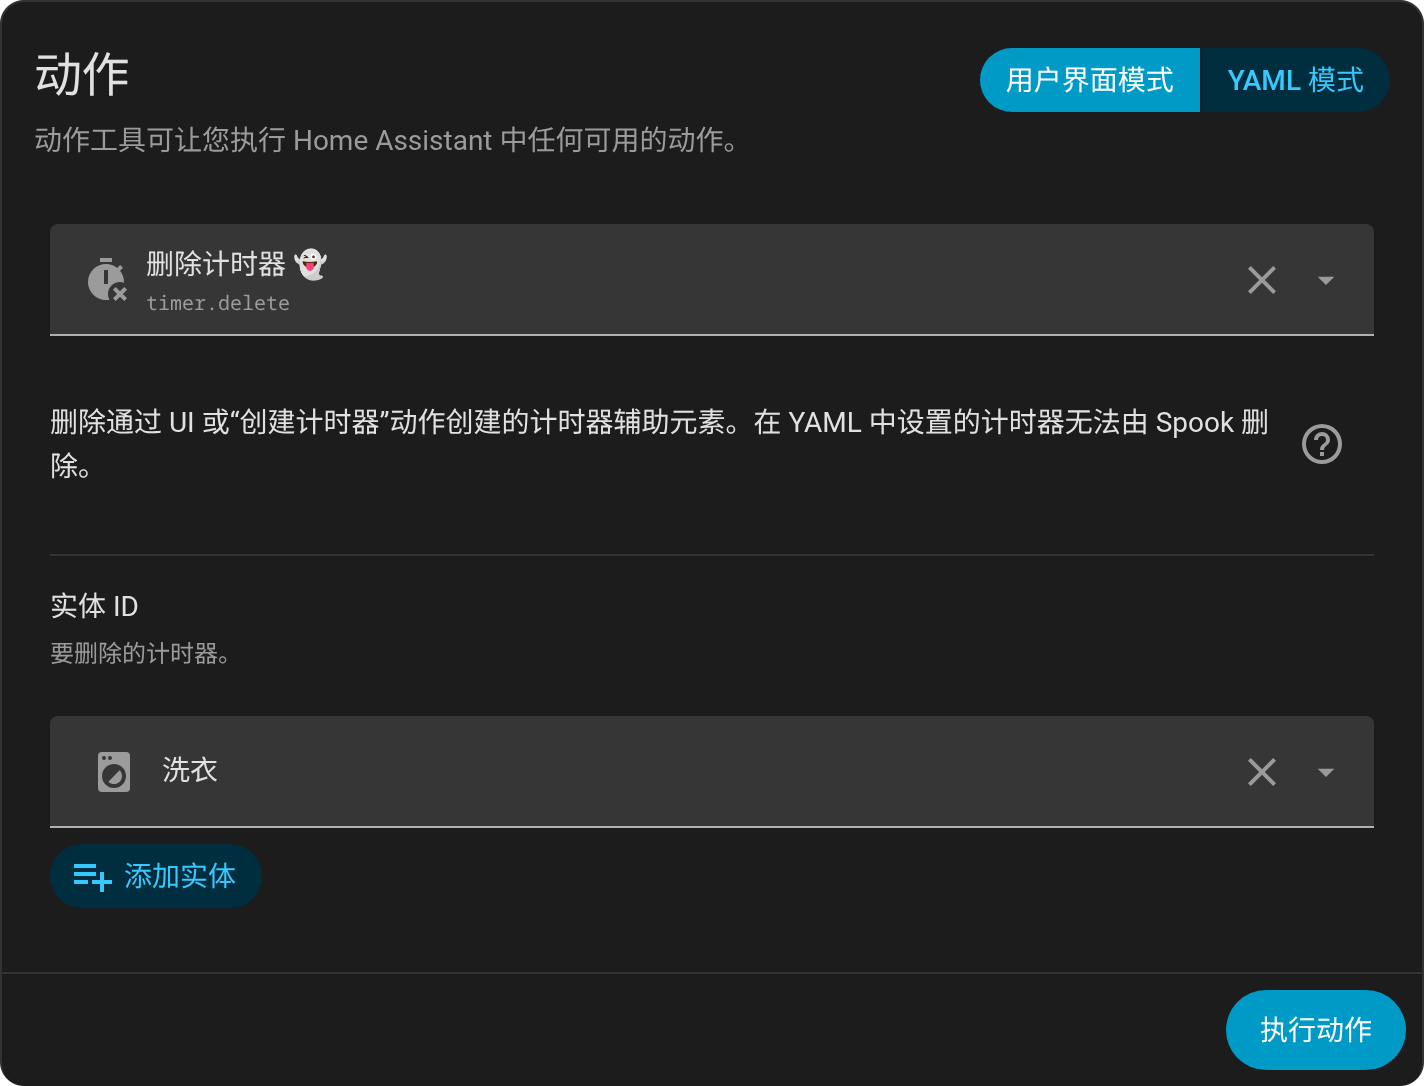 动作
用户界面模式
YAML 模式
动作工具可让您执行 Home Assistant 中任何可用的动作。
删除计时器 👻
timer.delete
删除通过 UI 或“创建计时器”动作创建的计时器辅助元素。在 YAML 中设置的计时器无法由 Spook 删
除。
实体 ID
要删除的计时器。
洗衣
添加实体
执行动作